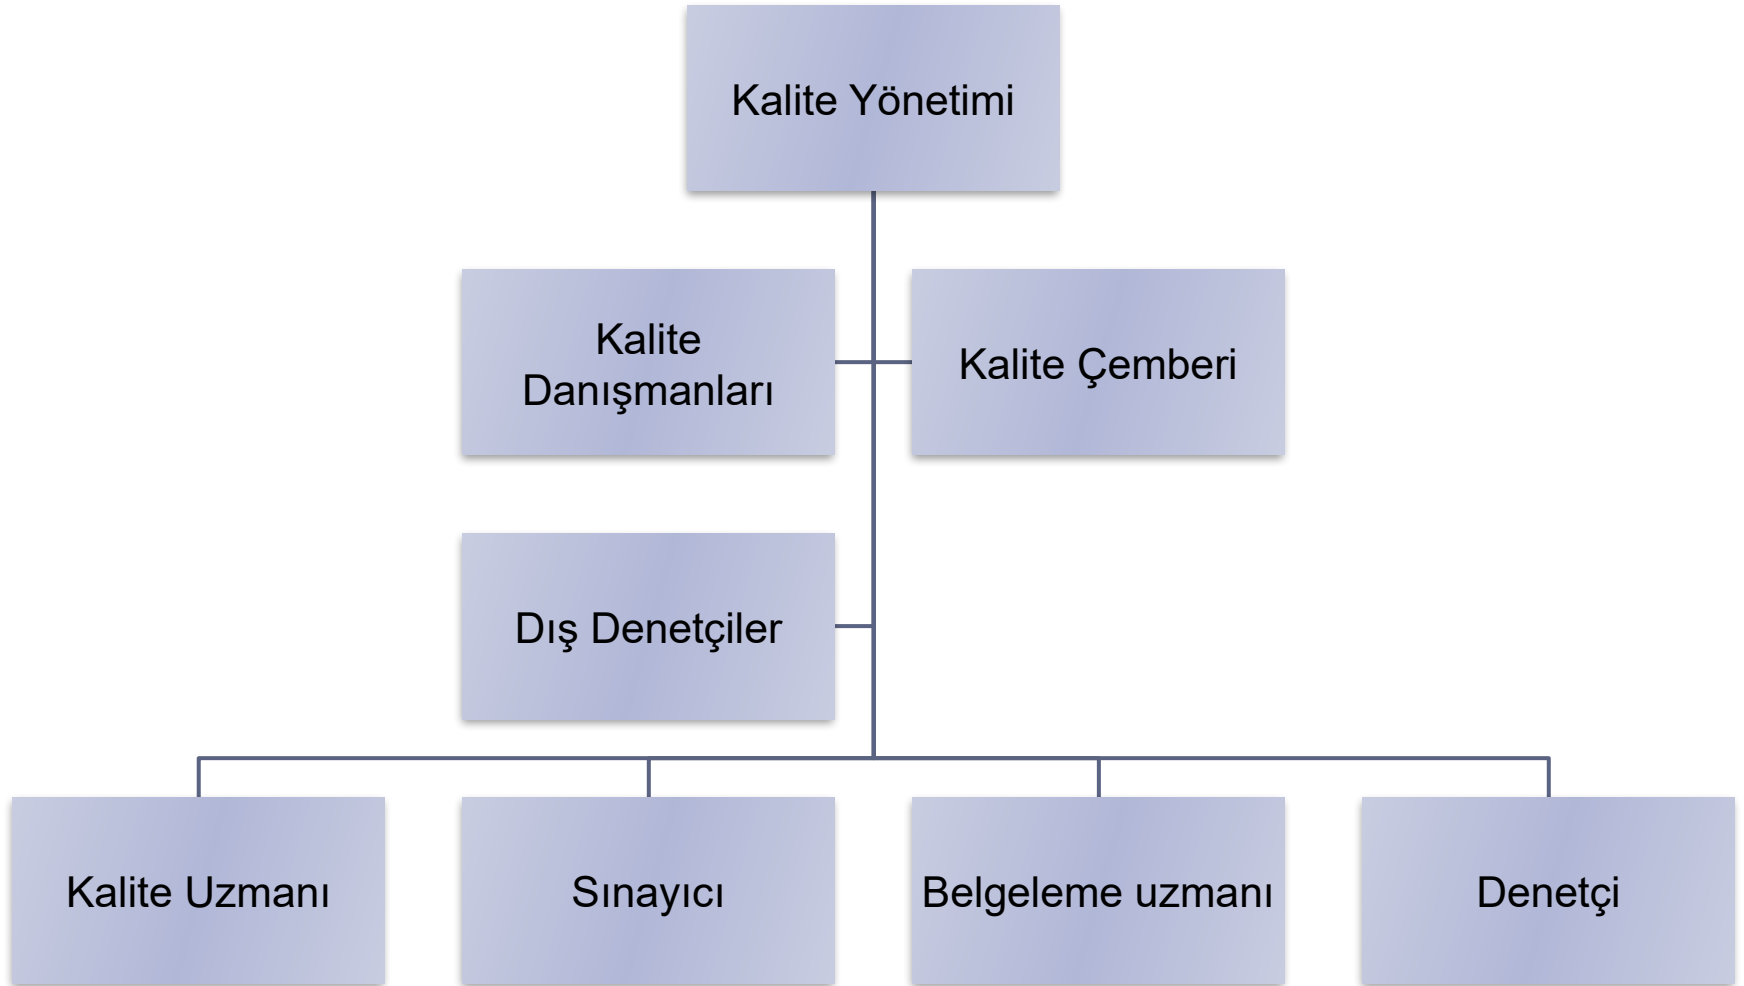 Kalite Yönetimi
Kalite
Danışmanları
Kalite Çemberi
Dış Denetçiler
Kalite Uzmanı
Sınayıcı
Belgeleme uzmanı
Denetçi